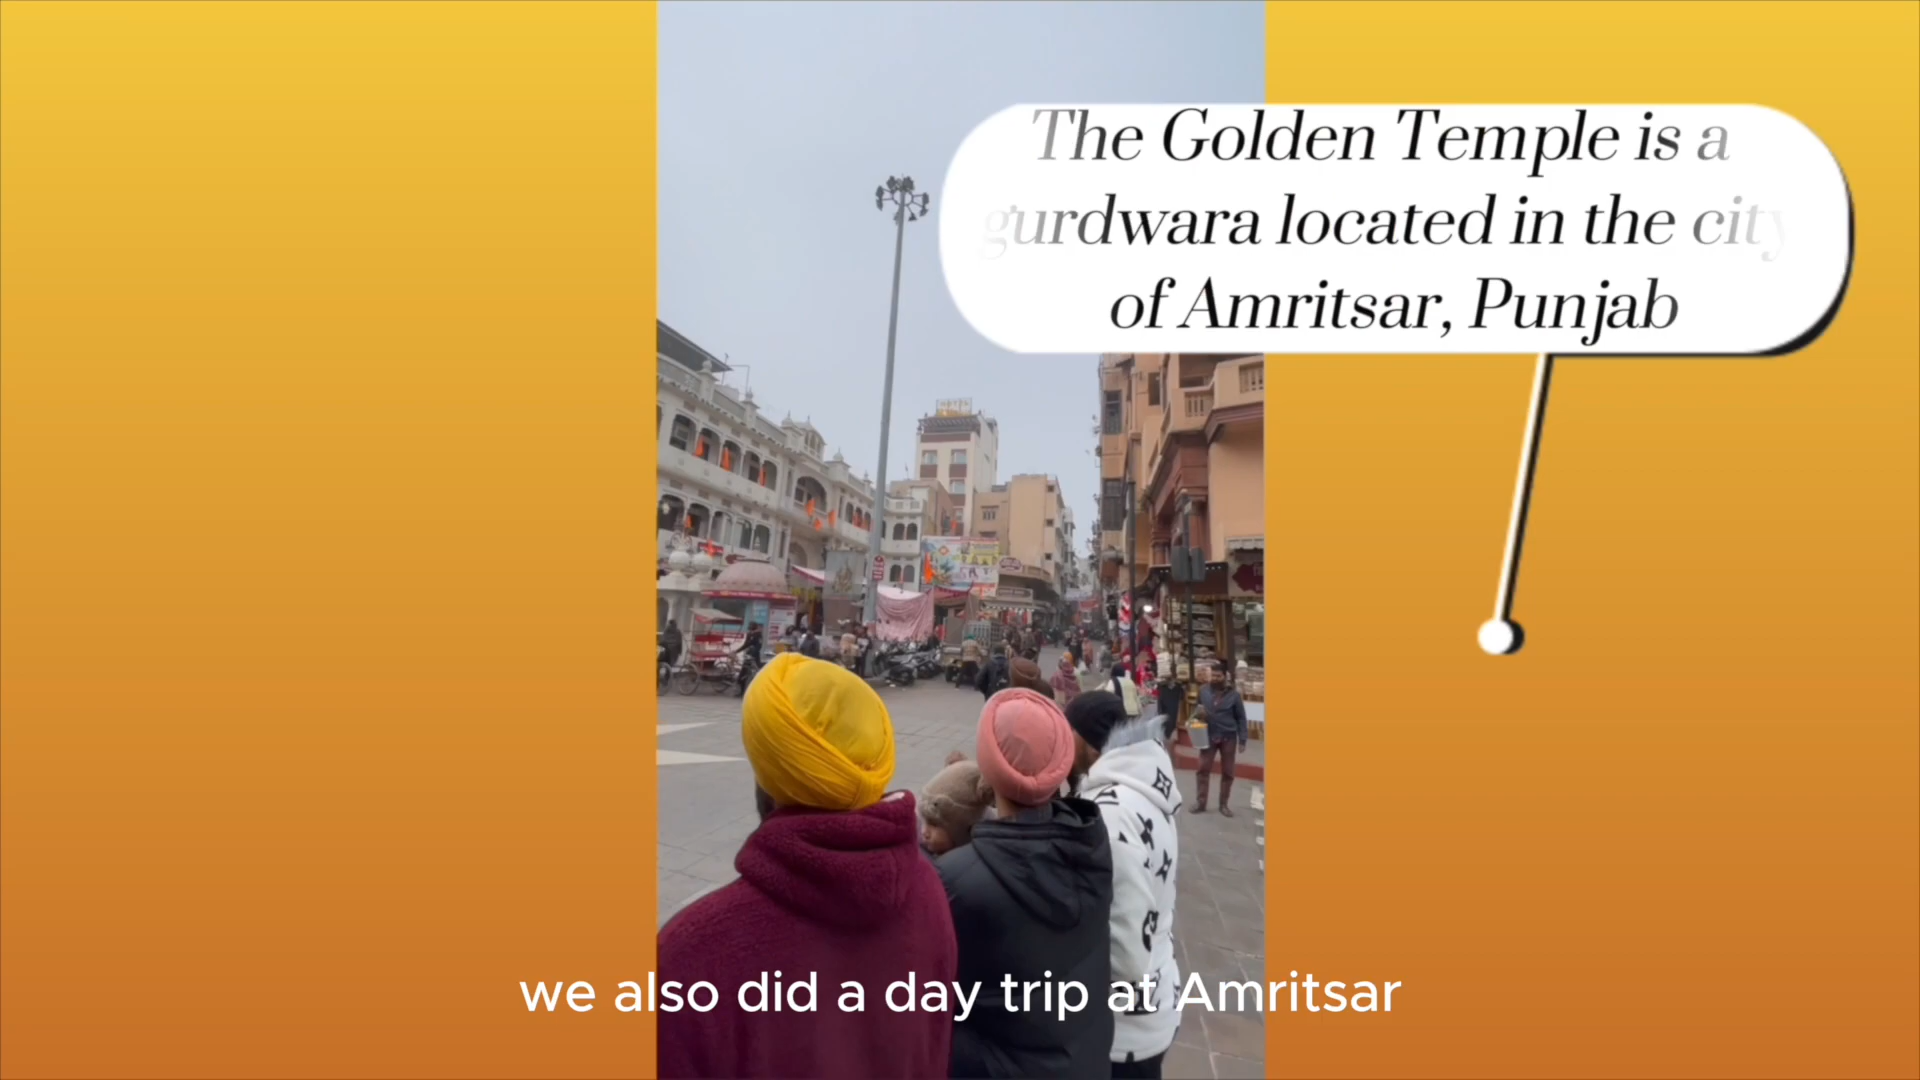 The Golden Temple is a
gurdwara located in the city
of Amritsar, Punjab
HOTEL
we also did a day trip at Amritsar